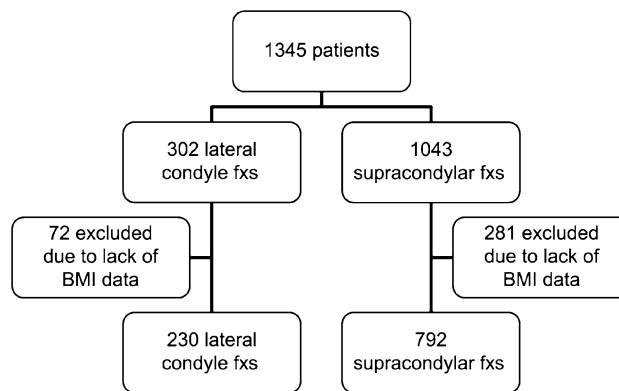 1345 patients
302 lateral
condyle fxs
1043
supracondylar fxs
72 excluded
due to lack of
BMI data
281 excluded
due to lack of
BMI data
230 lateral
condyle fxs
792
supracondylar fxs